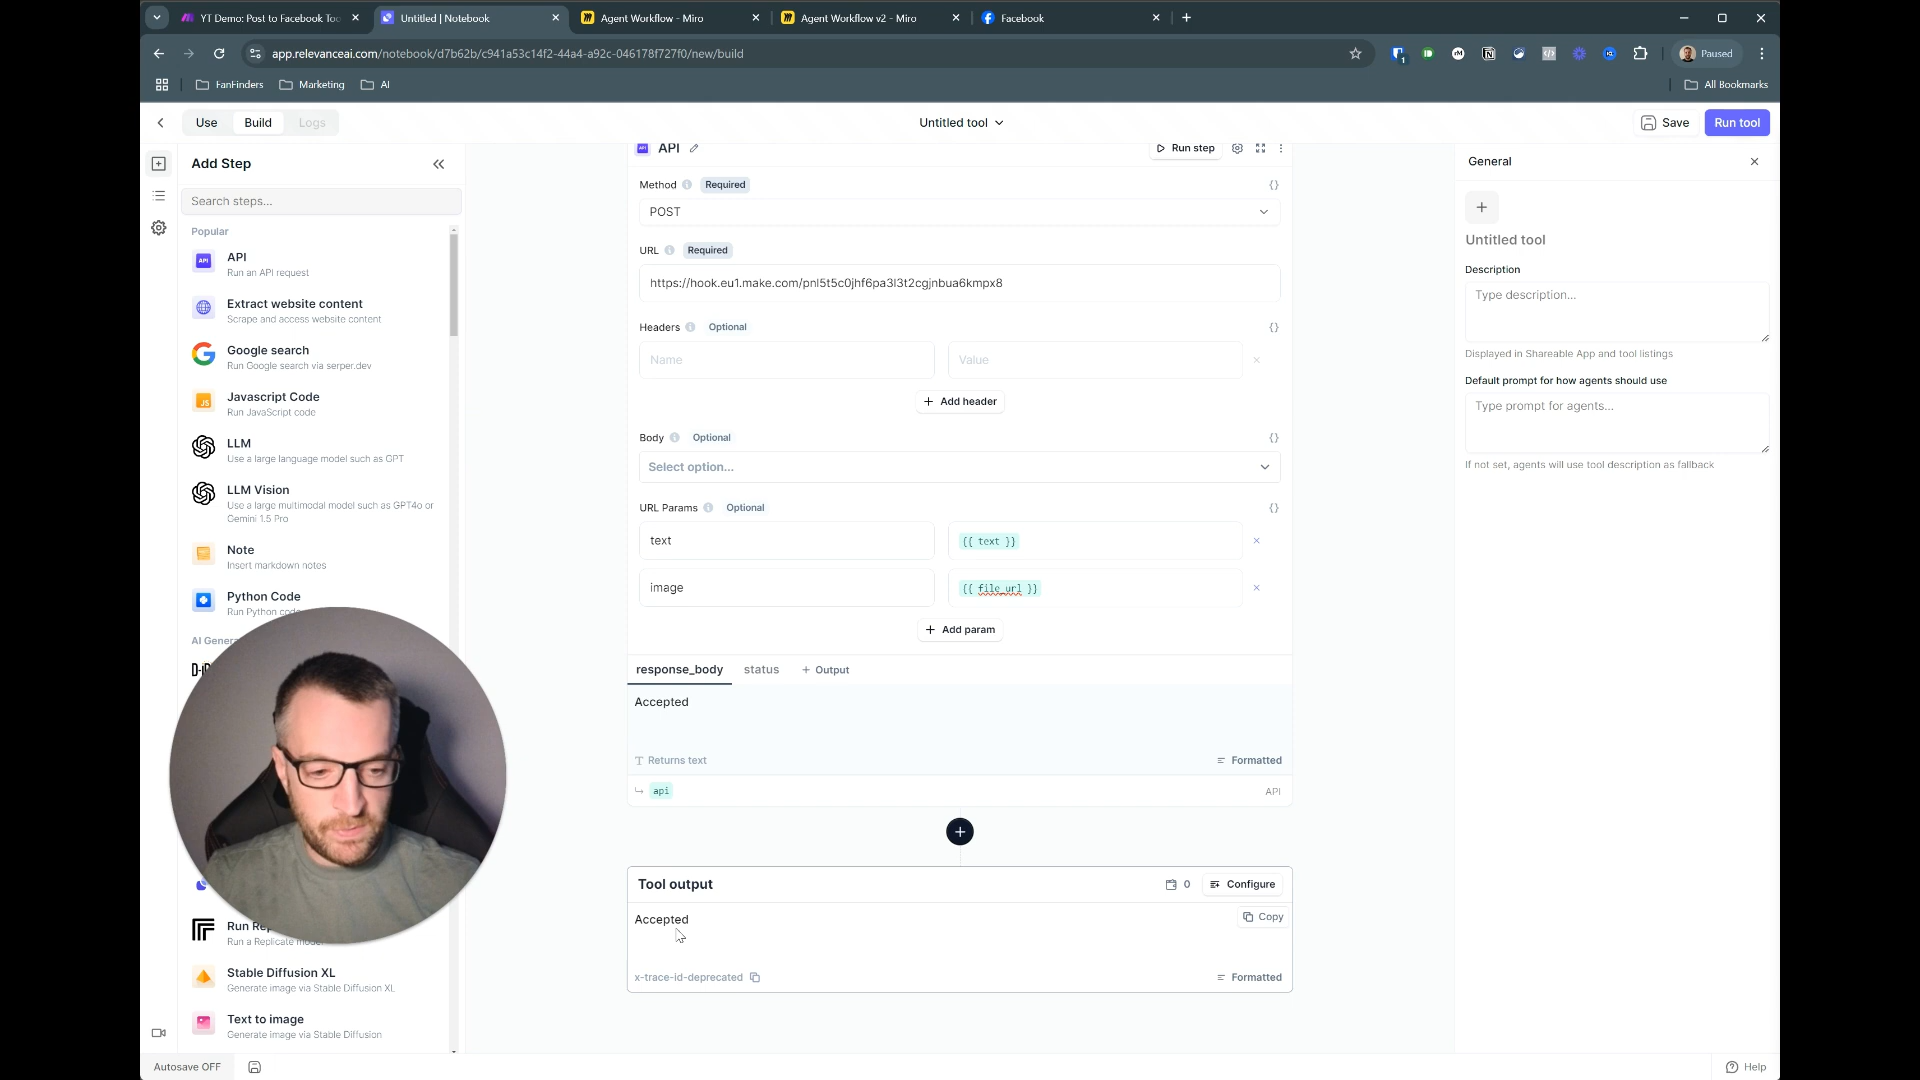 YT Demo: Post to Facebook Too
Untitled | Notebook
Agent Workflow - Miro
Agent Workflow v2 - Miro
Facebook
app.relevanceai.com/notebook/d7b62b/c941a53c14f2-44a4-a92c-046178f727f0/new/build
Paused
FanFinders
Marketing
AI
All Bookmarks
Use
Build
Logs
Untitled tool
Save
Run tool
Add Step
Search steps...
Popular
API
Run an API request
Extract website content
Scrape and access website content
Google search
Run Google search via serper.dev
Javascript Code
Run JavaScript code
LLM
Use a large language model such as GPT
LLM Vision
Use a large multimodal model such as GPT4o or
Gemini 1.5 Pro
Note
Insert markdown notes
Python Code
Run Python code
AI Genera
D-iD
Run Rep
Run a Replicate model
Stable Diffusion XL
Generate image via Stable Diffusion XL
Text to image
Generate image via Stable Diffusion
Autosave OFF
API
Run step
Method
Required
{}
POST
URL
Required
https://hook.eu1.make.com/pnl5t5c0jhf6pa3l3t2cgjnbua6kmpx8
Headers
Optional
{}
Name
Value
+ Add header
Body
Optional
{}
Select option...
URL Params
Optional
{}
text
{{ text }}
image
{{ file_url }}
+ Add param
response_body
status
+ Output
Accepted
Returns text
Formatted
api
API
Tool output
0
Configure
Accepted
Copy
x-trace-id-deprecated
Formatted
General
Untitled tool
Description
Type description...
Displayed in Shareable App and tool listings
Default prompt for how agents should use
Type prompt for agents...
If not set, agents will use tool description as fallback
Help